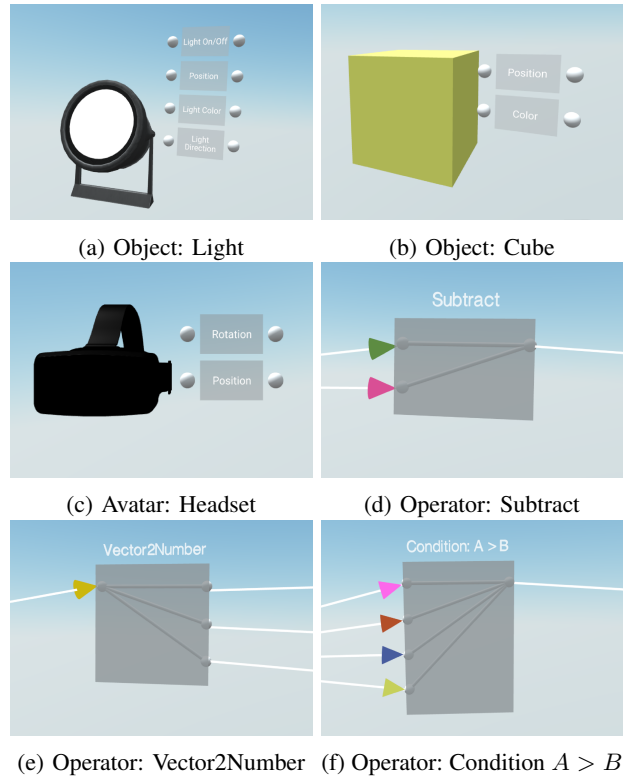 Light On/Off
Position
Light Color
Light
Direction
Position
Color
(a) Object: Light
(b) Object: Cube
Rotation
Position
Subtract
(c) Avatar: Headset
(d) Operator: Subtract
Vector2Number
Condition: A > B
(e) Operator: Vector2Number
(f) Operator: Condition A > B